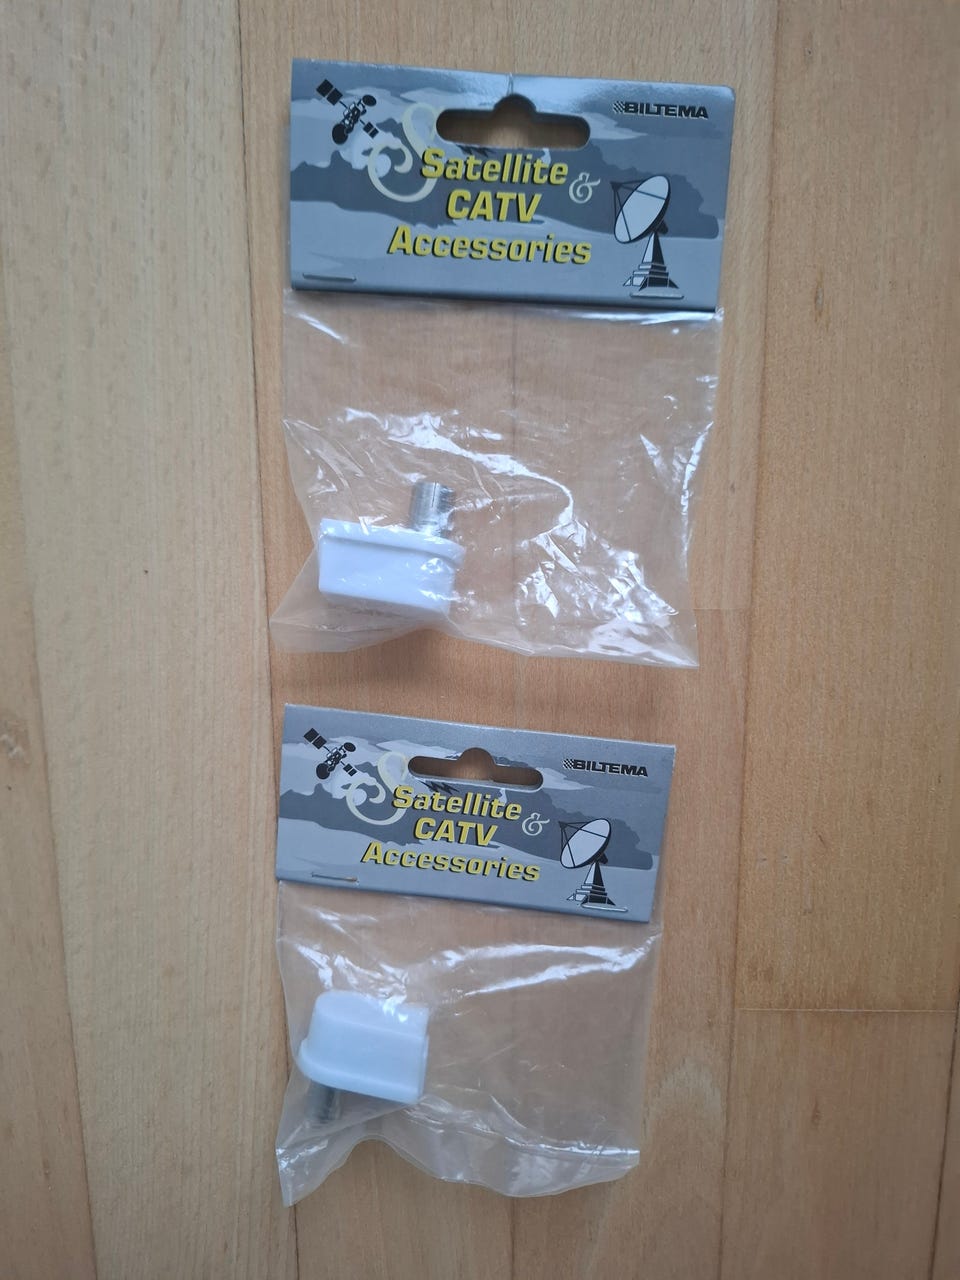 BILTEMA
Satellite &
CATV
Accessories
BILTEMA
Satellite &
CATV
Accessories